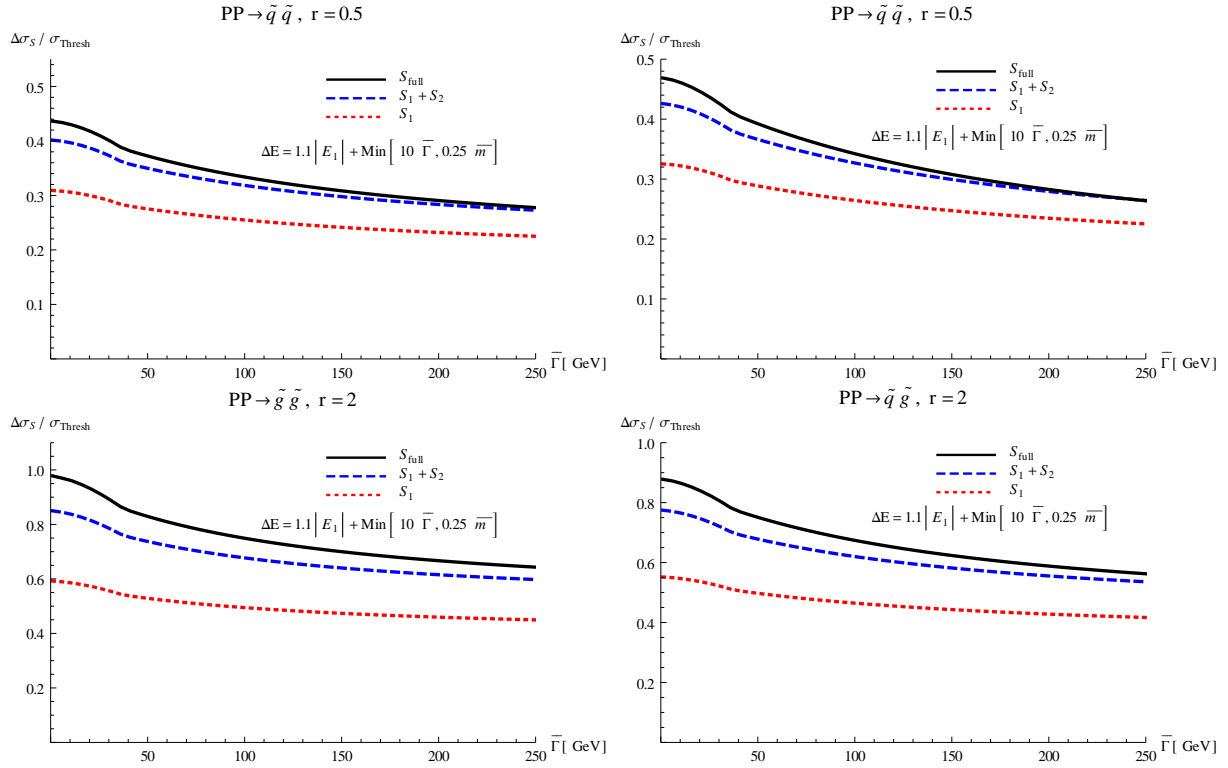 PP → q̃ q̃ , r = 0.5
Δσ_S / σ_Thresh
S_full
S_1 + S_2
S_1
ΔE = 1.1 | E_1 | + Min [ 10 Γ̅ , 0.25 m̅ ]
0.5
0.4
0.3
0.2
0.1
50 100 150 200 250
Γ̅ [ GeV]
PP → q̃ q̃ , r = 0.5
Δσ_S / σ_Thresh
S_full
S_1 + S_2
S_1
ΔE = 1.1 | E_1 | + Min [ 10 Γ̅ , 0.25 m̅ ]
0.5
0.4
0.3
0.2
0.1
50 100 150 200 250
Γ̅ [ GeV]
PP → g̃ g̃ , r = 2
Δσ_S / σ_Thresh
S_full
S_1 + S_2
S_1
ΔE = 1.1 | E_1 | + Min [ 10 Γ̅ , 0.25 m̅ ]
1.0
0.8
0.6
0.4
0.2
50 100 150 200 250
Γ̅ [ GeV]
PP → q̃ g̃ , r = 2
Δσ_S / σ_Thresh
S_full
S_1 + S_2
S_1
ΔE = 1.1 | E_1 | + Min [ 10 Γ̅ , 0.25 m̅ ]
1.0
0.8
0.6
0.4
0.2
50 100 150 200 250
Γ̅ [ GeV]